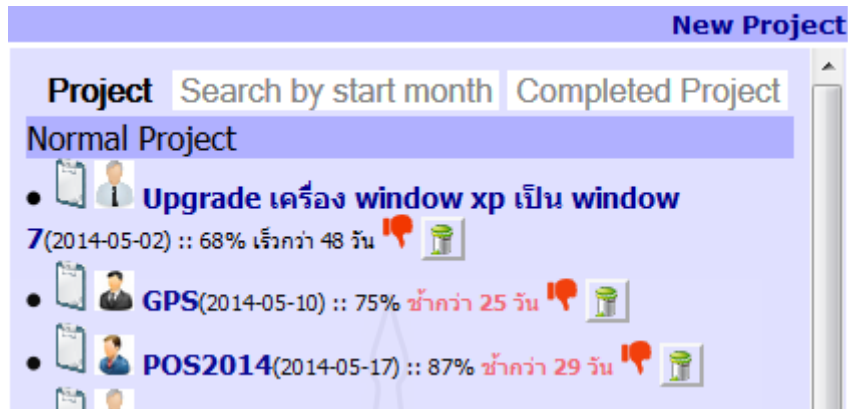 New Project
Project Search by start month Completed Project
Normal Project
Upgrade เครื่อง window xp เป็น window
7(2014-05-02) :: 68% เร็วกว่า 48 วัน
GPS(2014-05-10) :: 75% ช้ากว่า 25 วัน
POS2014(2014-05-17) :: 87% ช้ากว่า 29 วัน